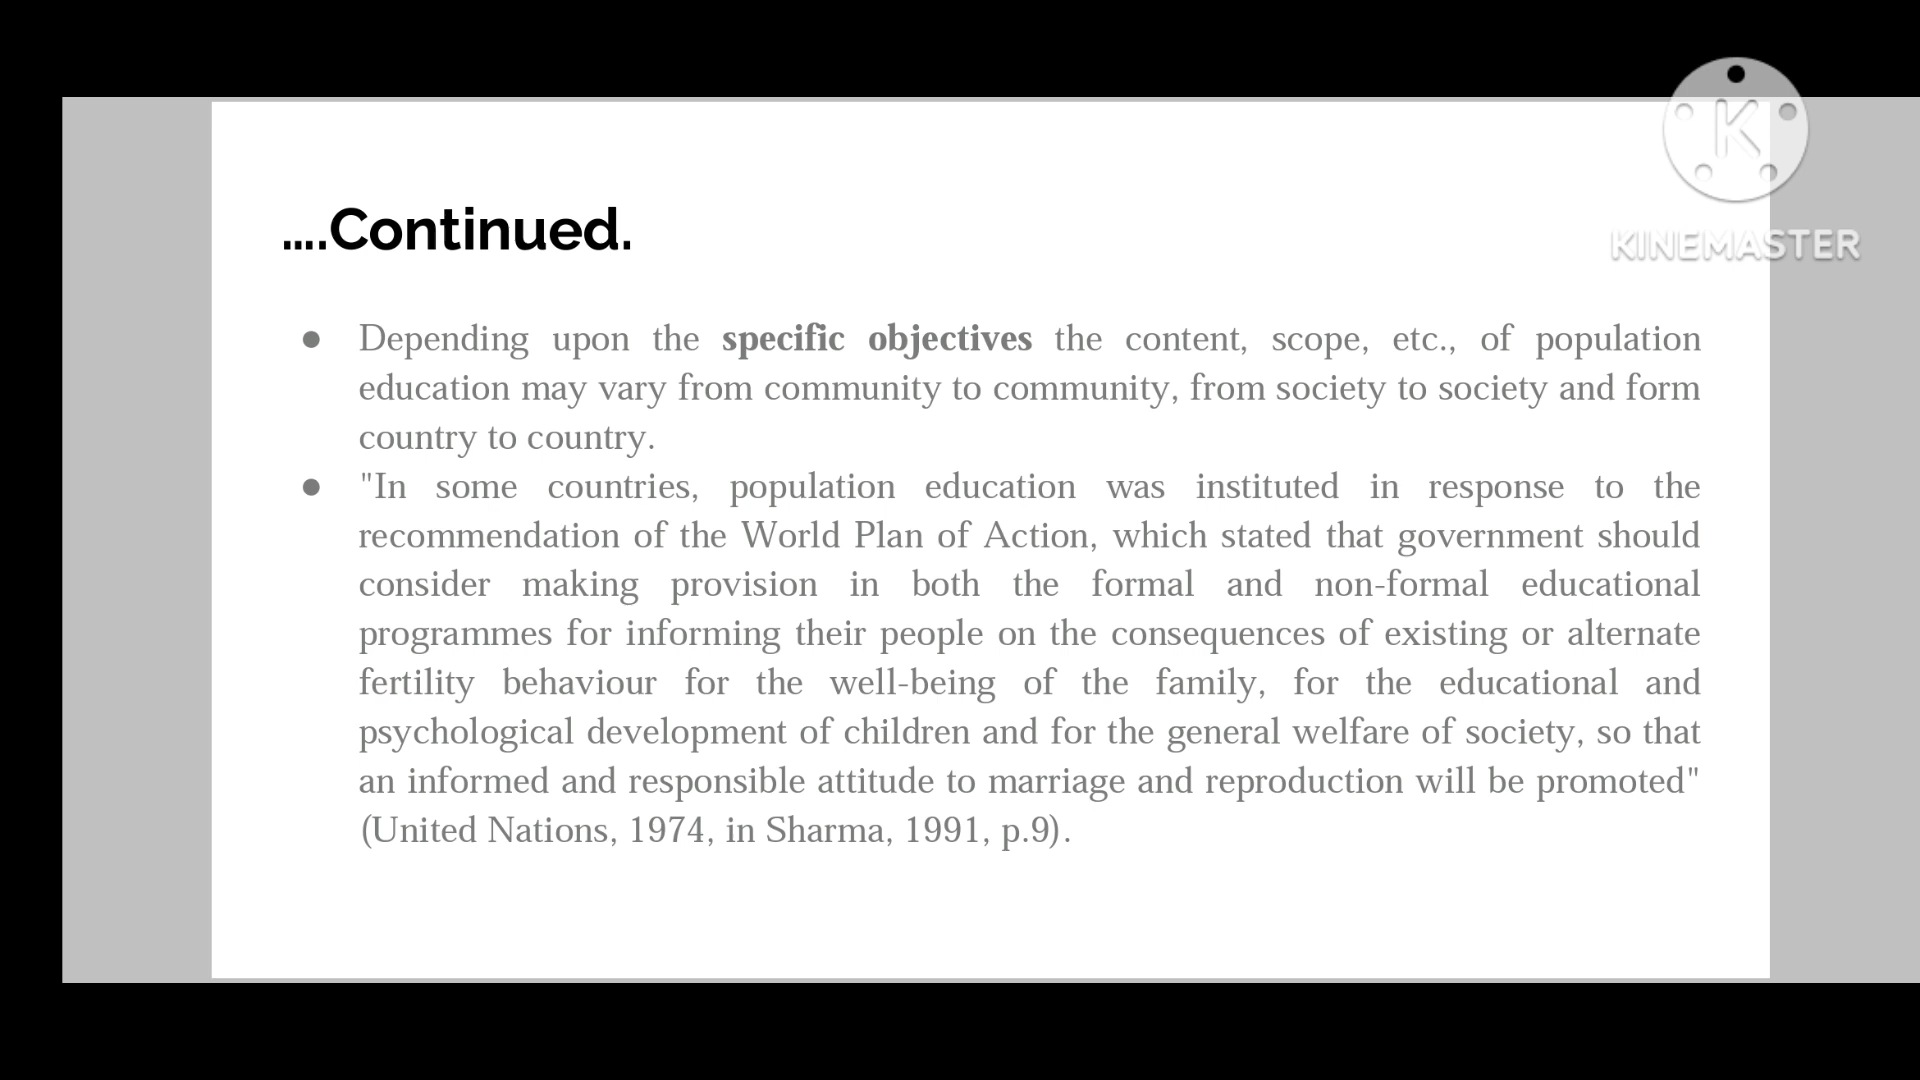 ....Continued.
K
KINEMASTER
● Depending upon the specific objectives the content, scope, etc., of population
education may vary from community to community, from society to society and form
country to country.
● "In some countries, population education was instituted in response to the
recommendation of the World Plan of Action, which stated that government should
consider making provision in both the formal and non-formal educational
programmes for informing their people on the consequences of existing or alternate
fertility behaviour for the well-being of the family, for the educational and
psychological development of children and for the general welfare of society, so that
an informed and responsible attitude to marriage and reproduction will be promoted"
(United Nations, 1974, in Sharma, 1991, p.9).